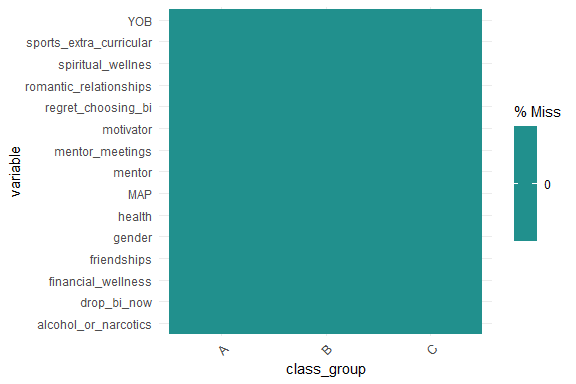 YOB
sports_extra_curricular
spiritual_wellnes
romantic_relationships
regret_choosing_bi
motivator
mentor_meetings
mentor
MAP
health
gender
friendships
financial_wellness
drop_bi_now
alcohol_or_narcotics
variable
A
B
C
class_group
% Miss
0